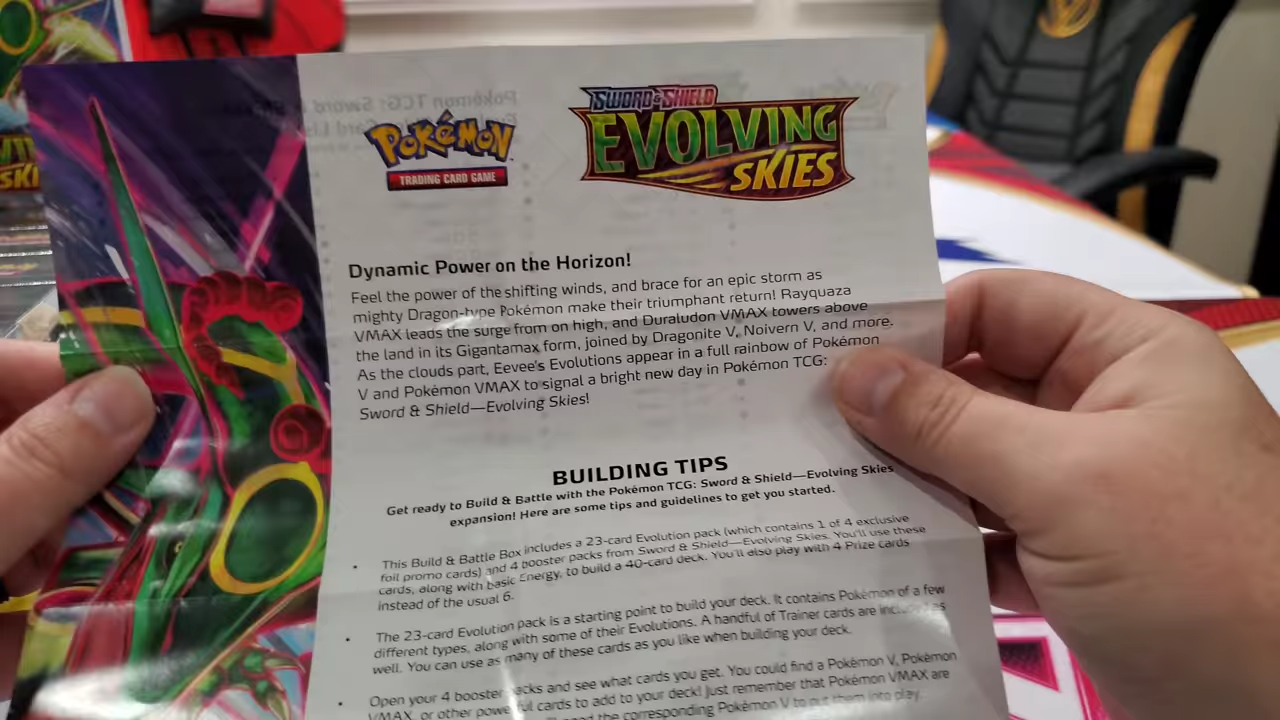 Pokémon
TRADING CARD GAME
SWORD & SHIELD
EVOLVING
SKIES
Dynamic Power on the Horizon!
Feel the power of the shifting winds, and brace for an epic storm as
mighty Dragon-type Pokémon make their triumphant return! Rayquaza
VMAX leads the surge from on high, and Duraludon VMAX towers above
the land in its Gigantamax form, joined by Dragonite V, Noivern V, and more.
As the clouds part, Eevee's Evolutions appear in a full rainbow of Pokémon
V and Pokémon VMAX to signal a bright new day in Pokémon TCG:
Sword & Shield—Evolving Skies!
BUILDING TIPS
Get ready to Build & Battle with the Pokémon TCG: Sword & Shield—Evolving Skies
expansion! Here are some tips and guidelines to get you started.
• This Build & Battle Box includes a 23-card Evolution pack (which contains 1 of 4 exclusive
foil promo cards) and 4 booster packs from Sword & Shield—Evolving Skies. You'll use these
cards, along with basic Energy, to build a 40-card deck. You'll also play with 4 Prize cards
instead of the usual 6.
• The 23-card Evolution pack is a starting point to build your deck. It contains Pokémon of a few
different types, along with some of their Evolutions. A handful of Trainer cards are included as
well. You can use as many of these cards as you like when building your deck.
• Open your 4 booster packs and see what cards you get. You could find a Pokémon V, Pokémon
VMAX, or other powerful cards to add to your deck! Just remember that Pokémon VMAX are
need the corresponding Pokémon V to put them into play.